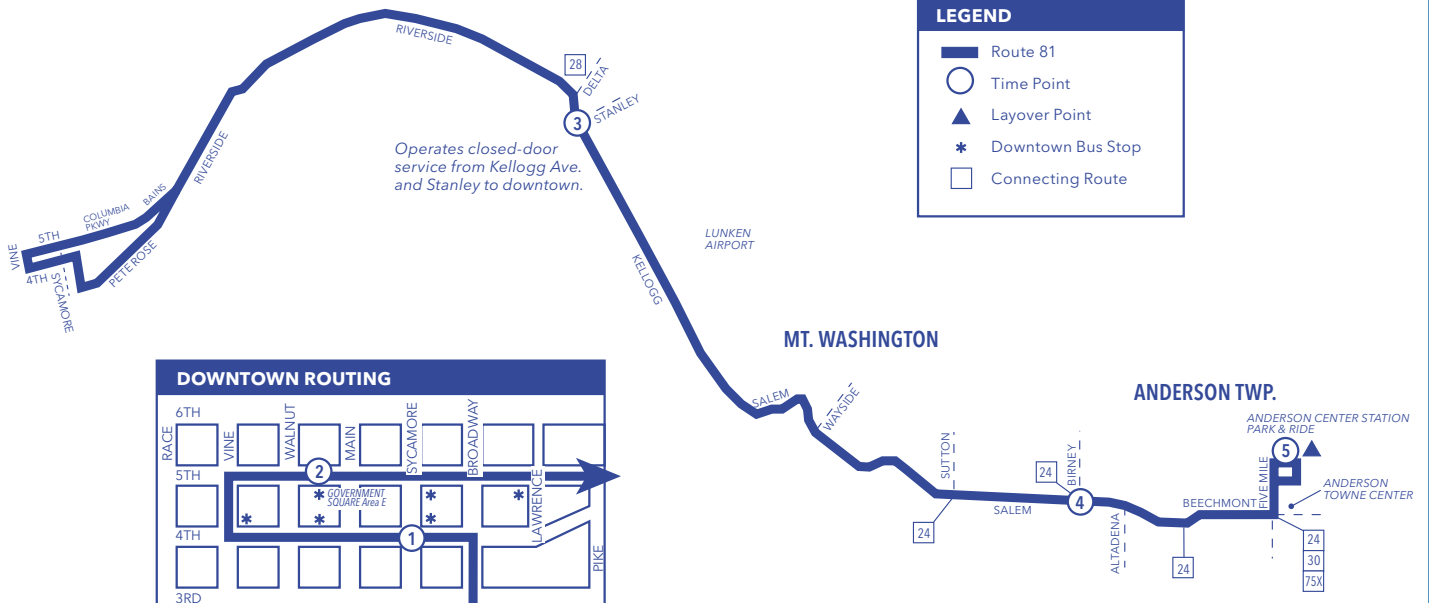 RIVERSIDE
28
DELTA
STANLEY
3
Operates closed-door
service from Kellogg Ave.
and Stanley to downtown.
RIVERSIDE
BAINS
COLUMBIA
PKWY
5TH
VINE
4TH
SYCAMORE
PETE ROSE
LEGEND
Route 81
Time Point
Layover Point
* Downtown Bus Stop
Connecting Route
LUNKEN
AIRPORT
KELLOGG
MT. WASHINGTON
SALEM
WAYSIDE
SUTTON
24
SALEM
24
BIRNEY
4
ALTADENA
24
BEECHMONT
FIVE MILE
ANDERSON TWP.
ANDERSON CENTER STATION
PARK & RIDE
5
ANDERSON
TOWNE CENTER
24
30
75X
DOWNTOWN ROUTING
6TH
RACE
VINE
WALNUT
MAIN
SYCAMORE
BROADWAY
5TH
2
* GOVERNMENT
SQUARE Area E
*
*
*
*
*
LAWRENCE
4TH
1
PIKE
3RD